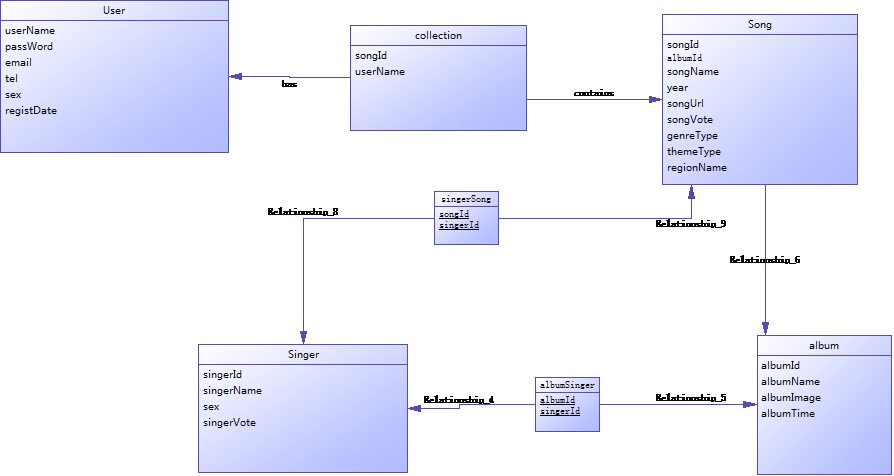 User
userName
passWord
email
tel
sex
registDate
collection
songId
userName
Song
songId
albumId
songName
year
songUrl
songVote
genreType
themeType
regionName
has
contains
singerSong
songId
singerId
Relationship_8
Relationship_9
Relationship_6
Singer
singerId
singerName
sex
singerVote
albumSinger
albumId
singerId
Relationship_4
Relationship_5
album
albumId
albumName
albumImage
albumTime